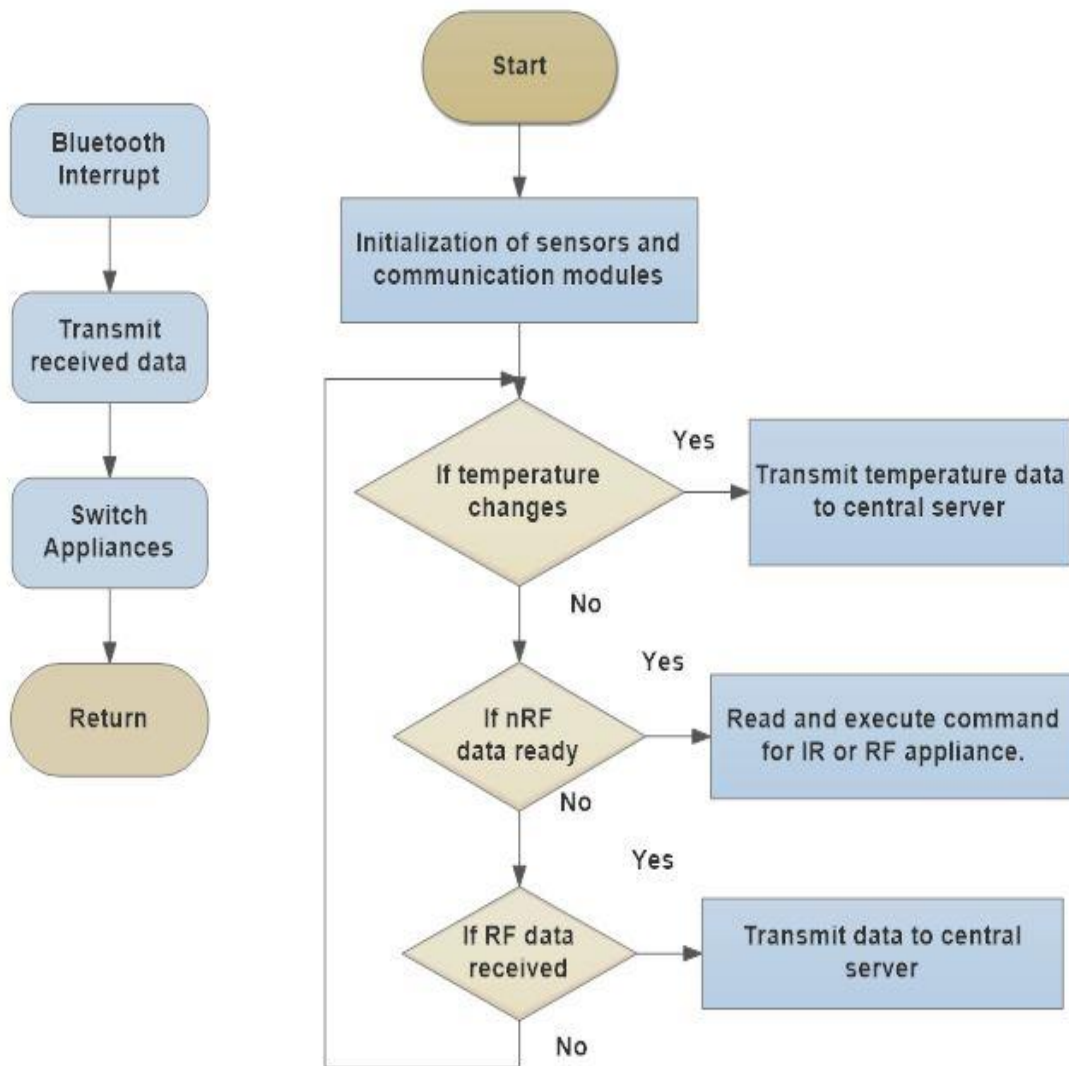 Start
Bluetooth
Interrupt
Transmit
received data
Switch
Appliances
Return
Initialization of sensors and
communication modules
If temperature
changes
Yes
Transmit temperature data
to central server
No
If nRF
data ready
Yes
Read and execute command
for IR or RF appliance.
No
If RF data
received
Yes
Transmit data to central
server
No